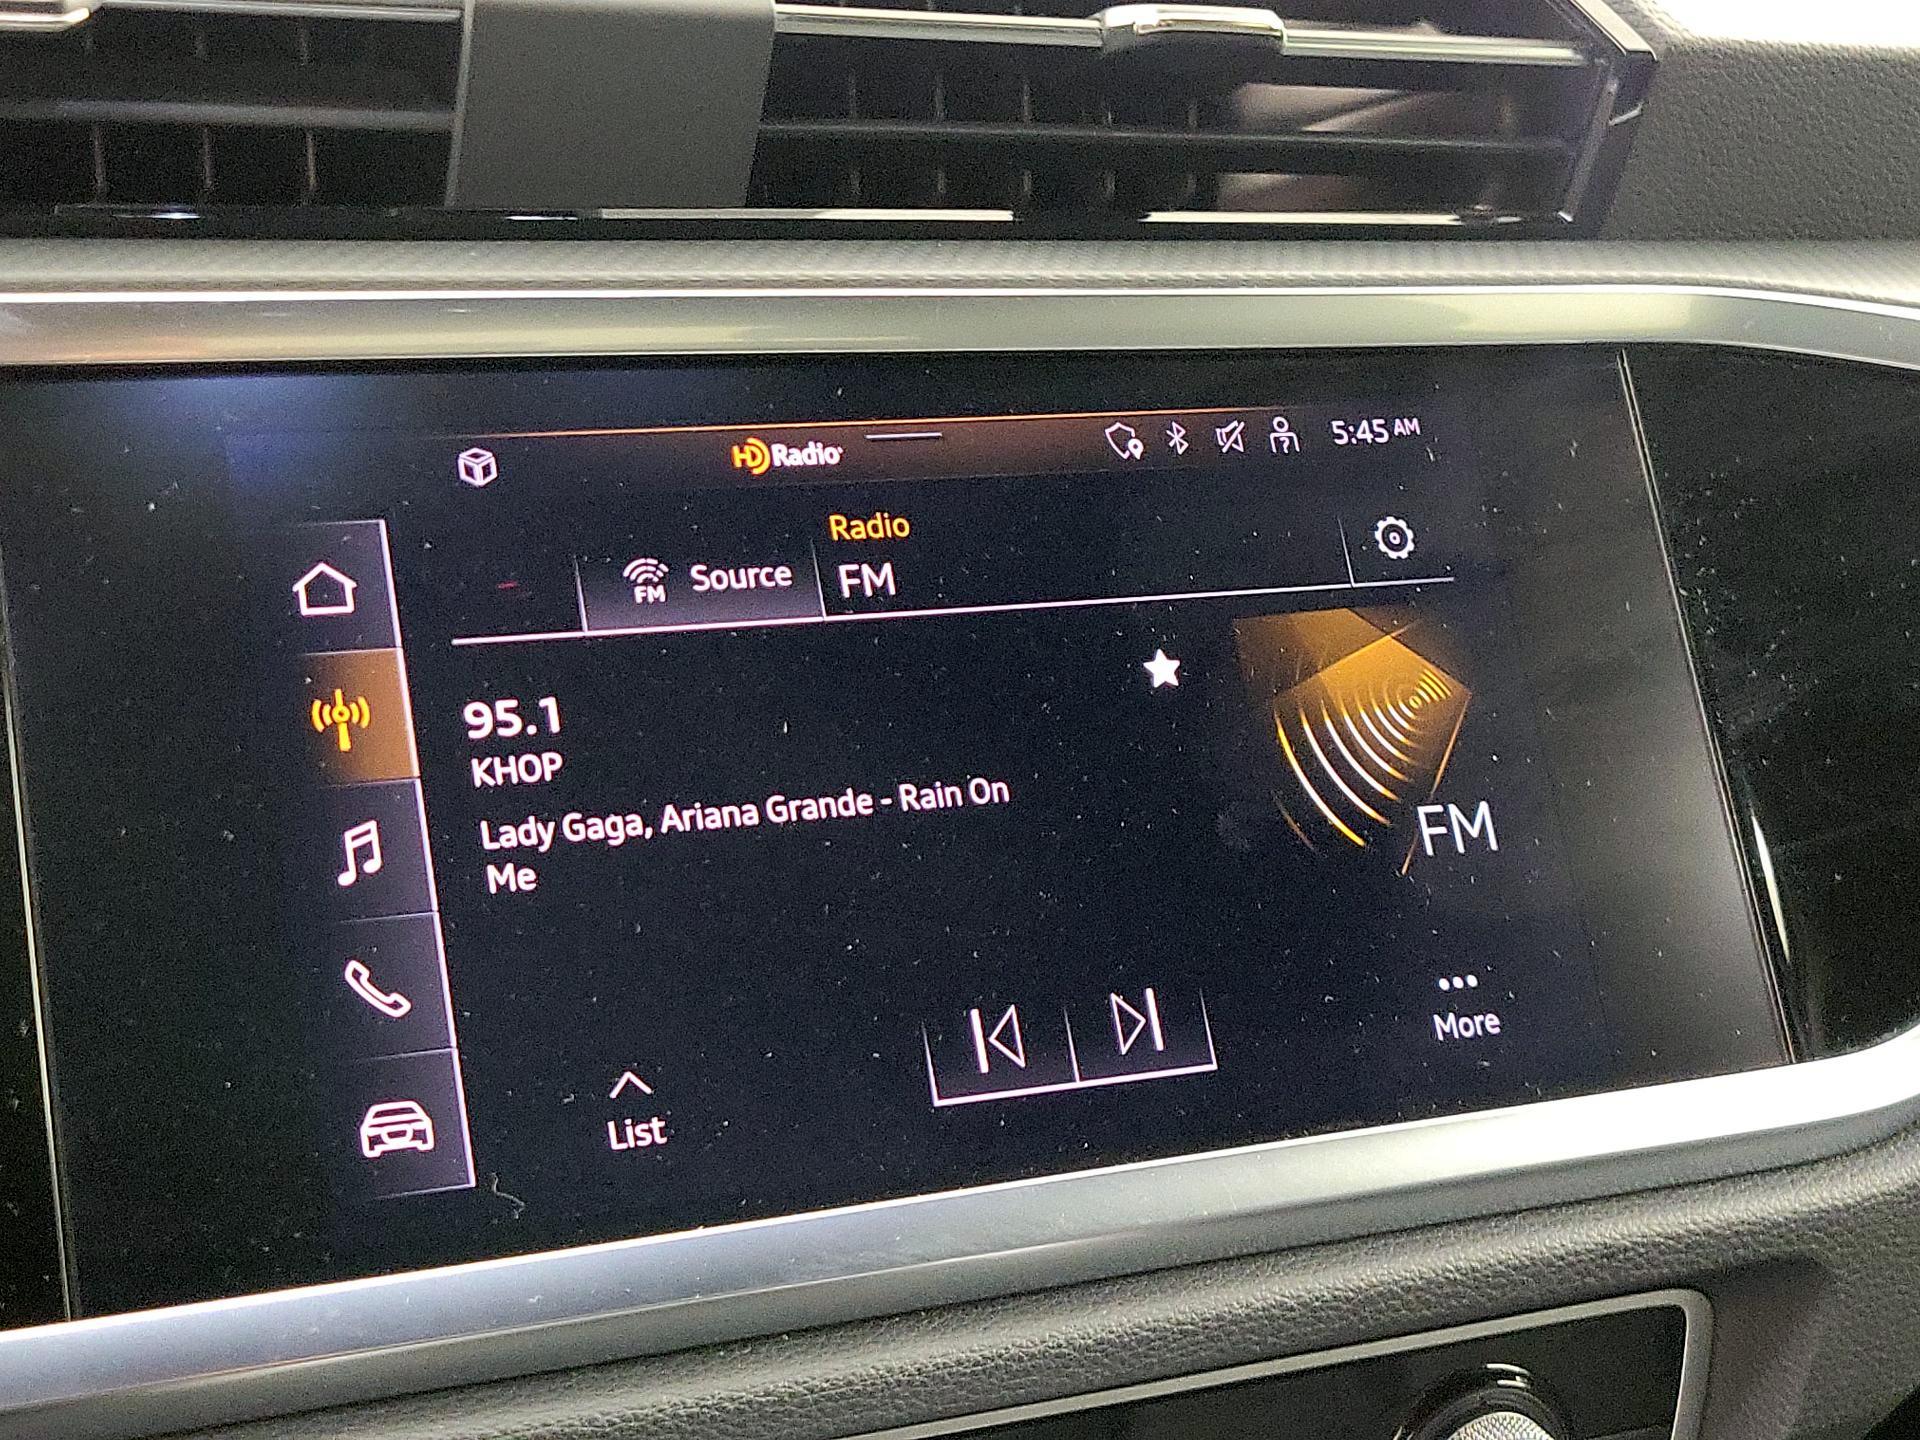 HD Radio
5:45 AM
Radio
FM Source FM
95.1
KHOP
Lady Gaga, Ariana Grande - Rain On
Me
FM
List
More